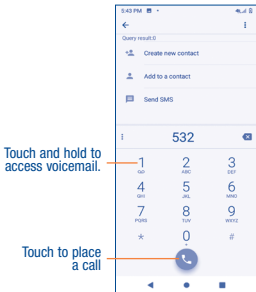 5:43 PM
Query result:0
Create new contact
Add to a contact
Send SMS
532
Touch and hold to
access voicemail.
1
2 ABC
3 DEF
4 GHI
5 JKL
6 MNO
7 PQRS
8 TUV
9 WXYZ
* 0 #
Touch to place
a call